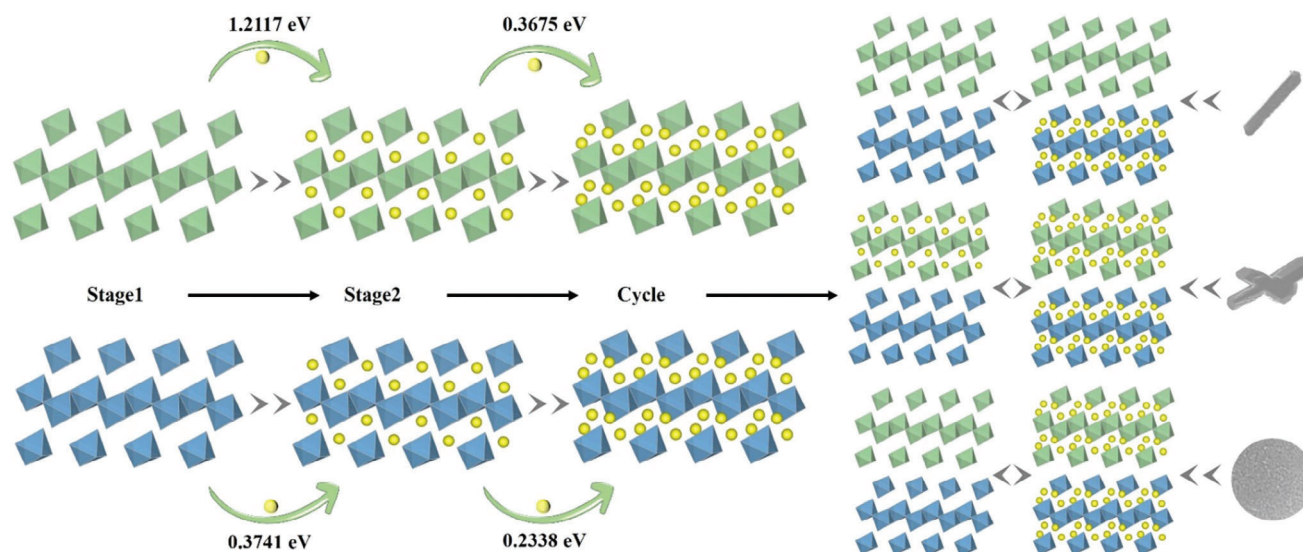 1.2117 eV
0.3675 eV
Stage1
Stage2
Cycle
0.3741 eV
0.2338 eV